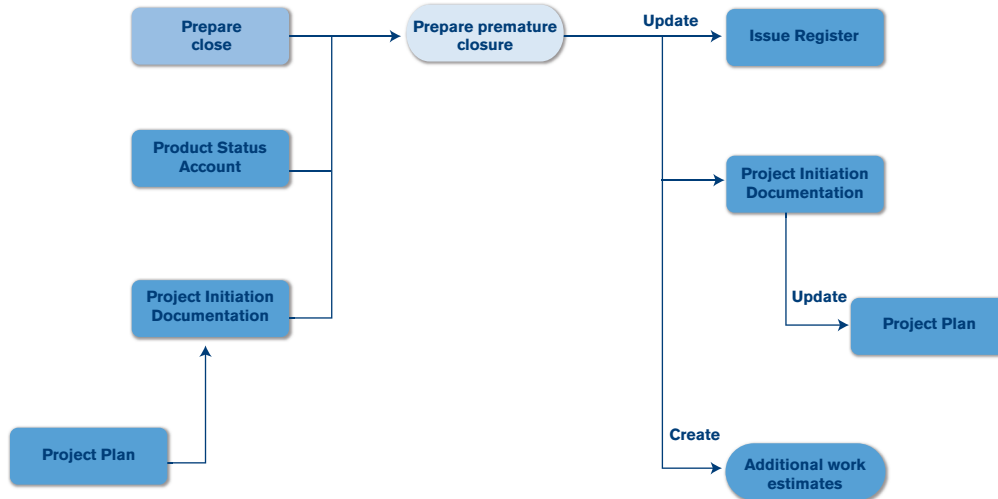 Prepare
close
Prepare premature
closure
Update
Issue Register
Product Status
Account
Project Initiation
Documentation
Project Initiation
Documentation
Update
Project Plan
Project Plan
Create
Additional work
estimates